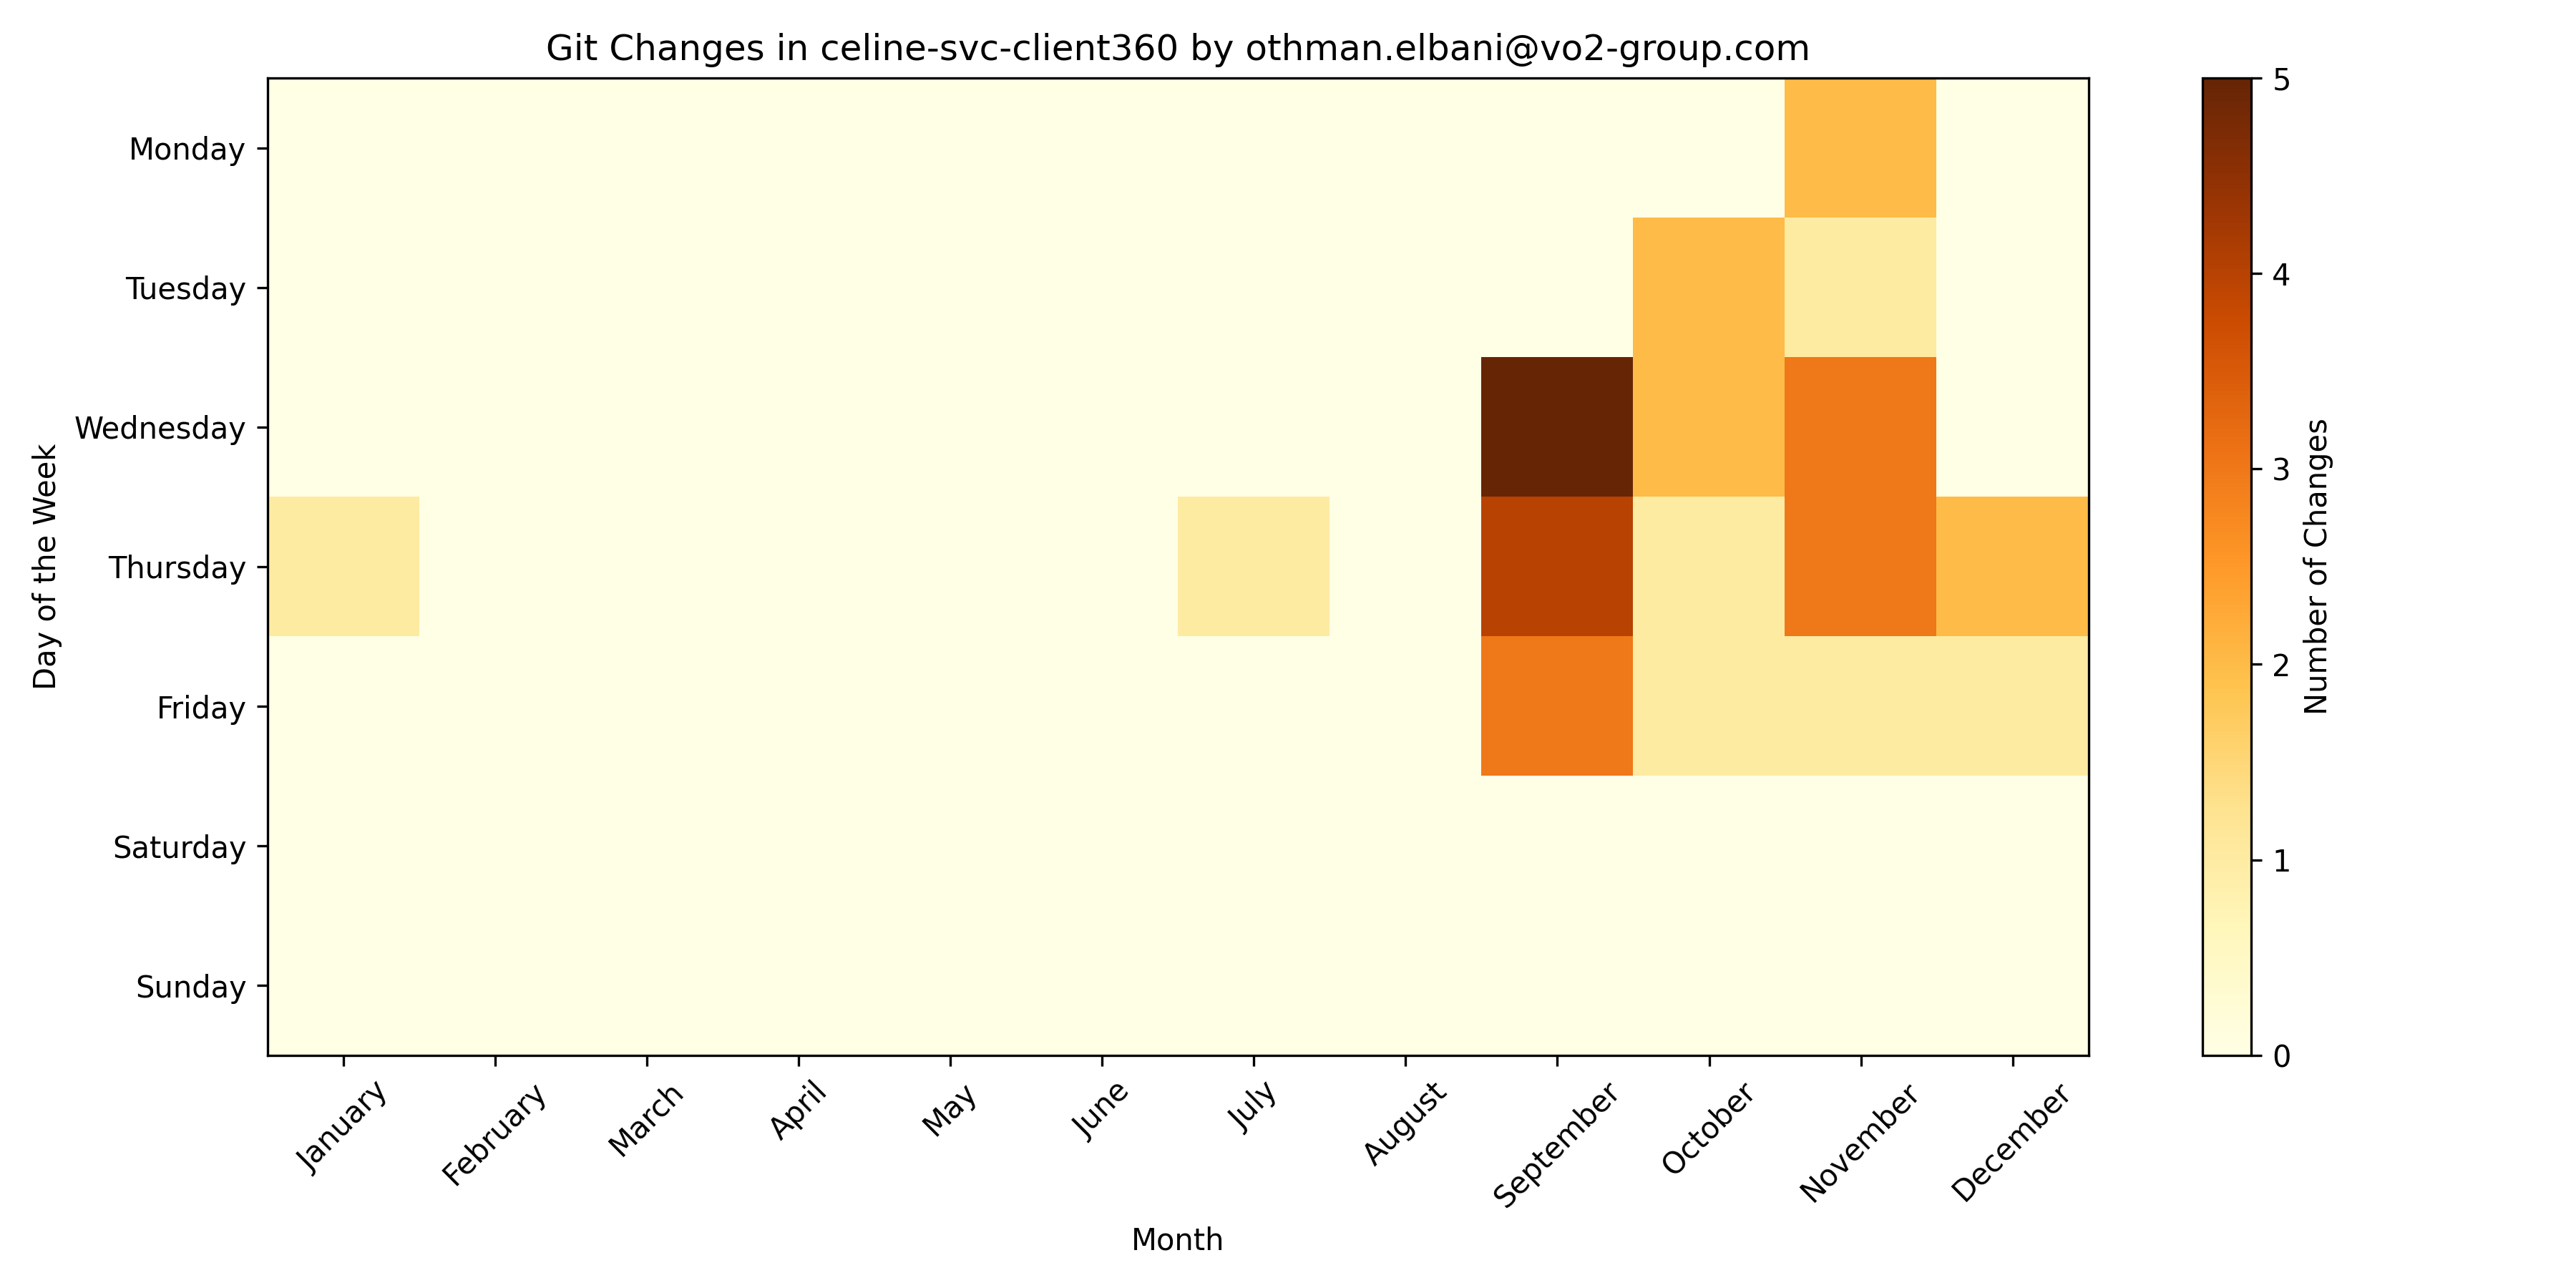 Git Changes in celine-svc-client360 by othman.elbani@vo2-group.com
Day of the Week
Monday
Tuesday
Wednesday
Thursday
Friday
Saturday
Sunday
January
February
March
April
May
June
July
August
September
October
November
December
Month
5
4
3
2
1
0
Number of Changes